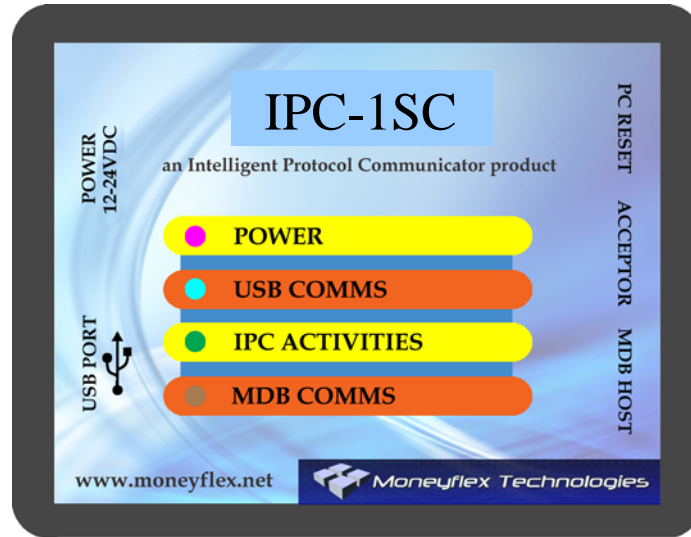 IPC-1SC
an Intelligent Protocol Communicator product
POWER
12-24VDC
USB PORT
POWER
USB COMMS
IPC ACTIVITIES
MDB COMMS
PC RESET
ACCEPTOR
MDB HOST
www.moneyflex.net
Moneyflex Technologies